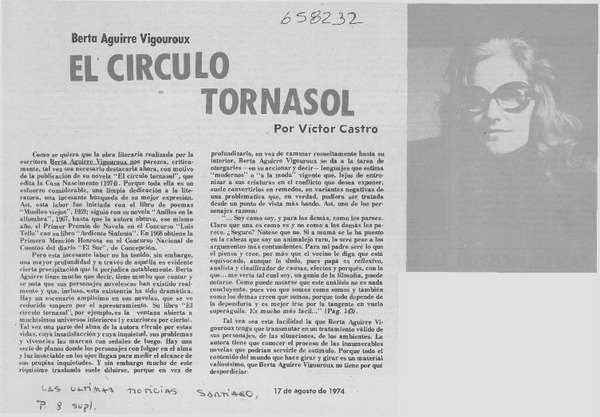 658232
Berta Aguirre Vigouroux
EL CIRCULO
TORNASOL
Por Víctor Castro
Como se quiera que la obra literaria realizada por la
escritora Berta Aguirre Vigouroux nos parezca, crítica-
mente, tal vez sea necesario destacarla ahora, con motivo
de la publicación de su novela "El círculo tornasol", que
edita la Casa Nascimento (1974). Porque toda ella es un
esfuerzo considerable, una limpia dedicación a la lite-
ratura, una incesante búsqueda de su mejor expresión.
Así, esta labor fue iniciada con el libro de poemas
"Muelles viejos", 1959; siguió con su novela "Anillos en la
alfombra", 1967, hasta que la autora obtuvo, ese mismo
año, el Primer Premio de Novela en el Concurso "Luis
Tello" con su libro "Ardiente Sinfonía". En 1968 obtiene la
Primera Mención Honrosa en el Concurso Nacional de
Cuentos del diario "El Sur", de Concepción.
Pero esta incesante labor no ha tenido, sin embargo,
una mayor profundidad y a través de aquélla es evidente
cierta precipitación que la perjudica notablemente. Berta
Aguirre tiene mucho que decir, tiene mucho que contar y
se nota que sus personajes novelescos han existido real-
mente y que, incluso, esta existencia ha sido dramática.
Hay un escenario amplísimo en sus novelas, que se ve
reducido empero por el apresuramiento. Su libro "El
círculo tornasol", por ejemplo, es la ventana abierta a
muchísimos universos interiores (y exteriores por cierto).
Tal vez una parte del alma de la autora circule por estas
vidas, cuya insatisfacción y cuya inquietud, sus problemas
y vivencias las marcan con señales de fuego. Hay una
serie de planos donde los personajes con fulgor en el alma
y luz insaciable en los ojos llegan para medir el alcance de
sus propias inquietudes. Y sin embargo mucho de este
riquísimo trasfondo suele diluirse, porque en vez de
profundizarlo, en vez de camusar resueltamente hasta su
interior, Berta Aguirre Vigouroux se da a la tarea de
otorgarles —en su accionar y decir— lenguajes que estima
"modernos" o "a la moda" vigente que, lejos de entro-
nizar a sus criaturas en el conflicto que desea exponer,
suele convertirlos en remedos, en variantes negativas de
una problemática que, en verdad, pudiera ser tratada
desde un punto de vista más hondo. Así, uno de los per-
sonajes razona:
"... Soy como soy, y para los demás, como les parece.
Claro que una es como es y no como a los demás les pa-
rece. ¿Seguro? Nótese que no. Ni a mamá se le ha puesto
en la cabeza que soy un animalejo raro, lo seré pese a los
argumentos más contundentes. Para mi padre seré lo que
él piensa y cree, por más que el vecino le diga que está
equivocado, aunque lo dudo, pues papá es reflexivo,
analista y clasificador de causas, efectos y porqués, con lo
que... me vería tal cual soy, un genio de la filosofía, puede
notarse. Como puede notarse que este análisis no es nada
concluyente, pues vos que somos como somos y también
como los demás creen que somos, porque todo depende de
la dependuria y es mejor irse por la tangente en vuelo
superáguila. Es mucho más fácil..." (Pág. 143).
Tal vea sea esta facilidad la que Berta Aguirre Vi-
gouroux tenga que transmutar en un tratamiento válido de
sus personajes, de las situaciones, de los ambientes. La
autora tiene que conocer el proceso de las innumerables
novelas que podrían servirle de estímulo. Porque todo el
contenido del mundo que hace girar y girar es un material
valiosísimo, que Berta Aguirre Vigouroux no tiene por qué
desperdiciar.
LAS ULTIMAS NOTICIAS SANTIAGO,
P. 8 supl.
17 de agosto de 1974